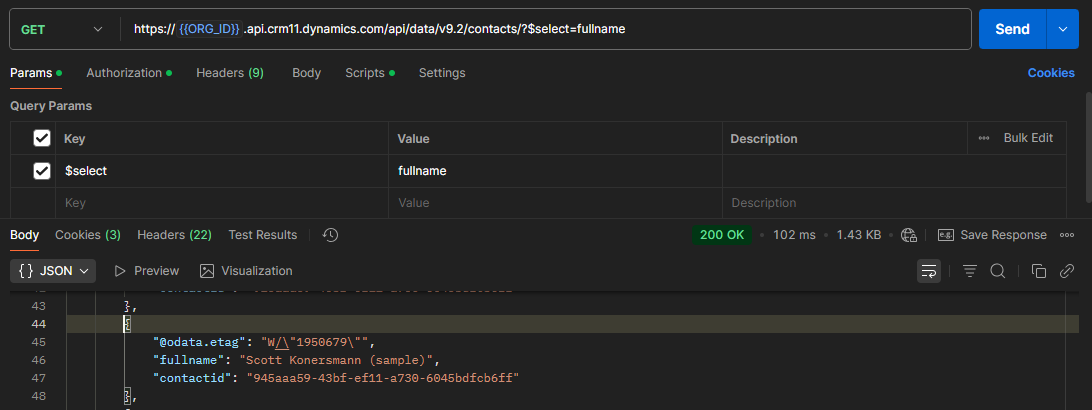 GET https://{{ORG_ID}}.api.crm11.dynamics.com/api/data/v9.2/contacts/?$select=fullname Send
Params Authorization Headers (9) Body Scripts Settings Cookies
Query Params
Key Value Description Bulk Edit
$select fullname
Key Value Description
Body Cookies (3) Headers (22) Test Results 200 OK • 102 ms • 1.43 KB Save Response
{} JSON Preview Visualization
43 },
44 {
45 "@odata.etag": "W/\"1950679\"",
46 "fullname": "Scott Konersmann (sample)",
47 "contactid": "945aaa59-43bf-ef11-a730-6045bdfcb6ff"
48 },